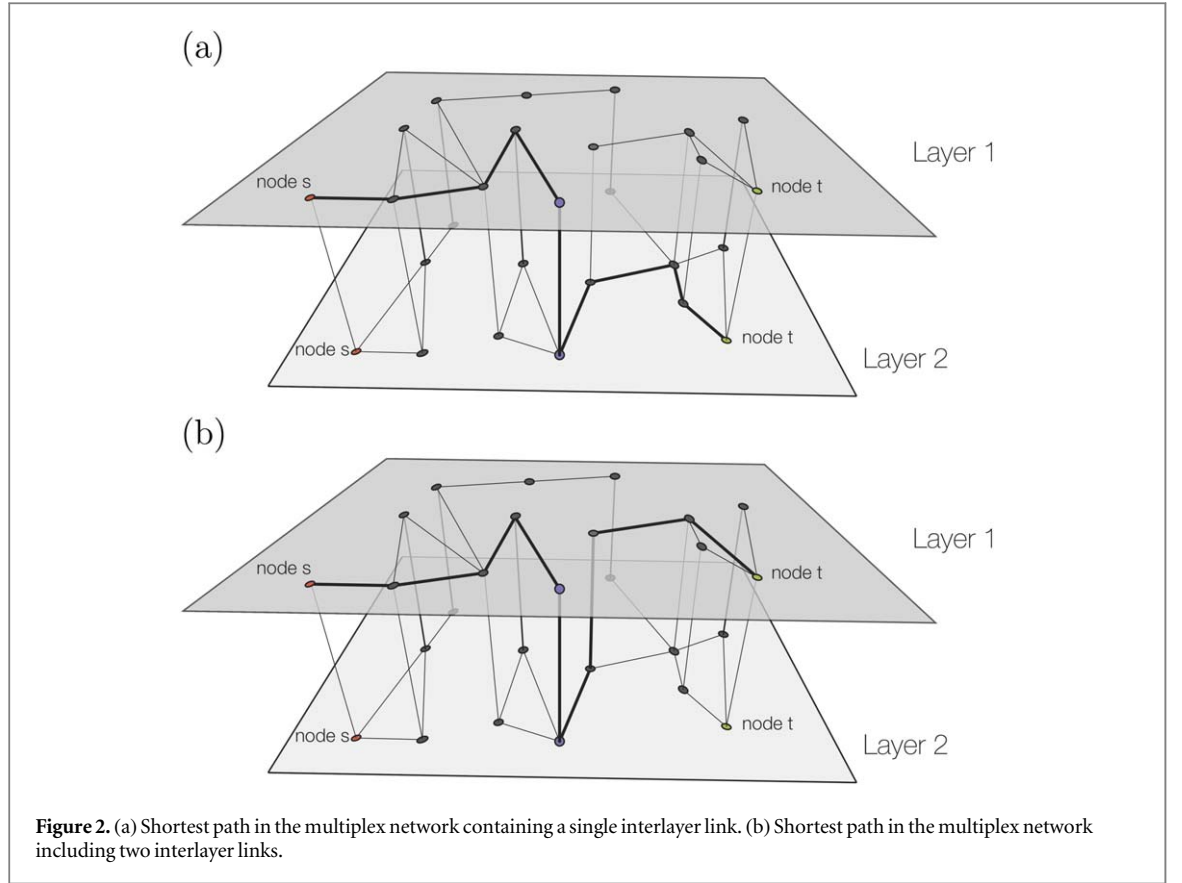 (a)
Layer 1
node s
node t
node s
node t
Layer 2
(b)
Layer 1
node s
node t
node s
node t
Layer 2
Figure 2. (a) Shortest path in the multiplex network containing a single interlayer link. (b) Shortest path in the multiplex network
including two interlayer links.